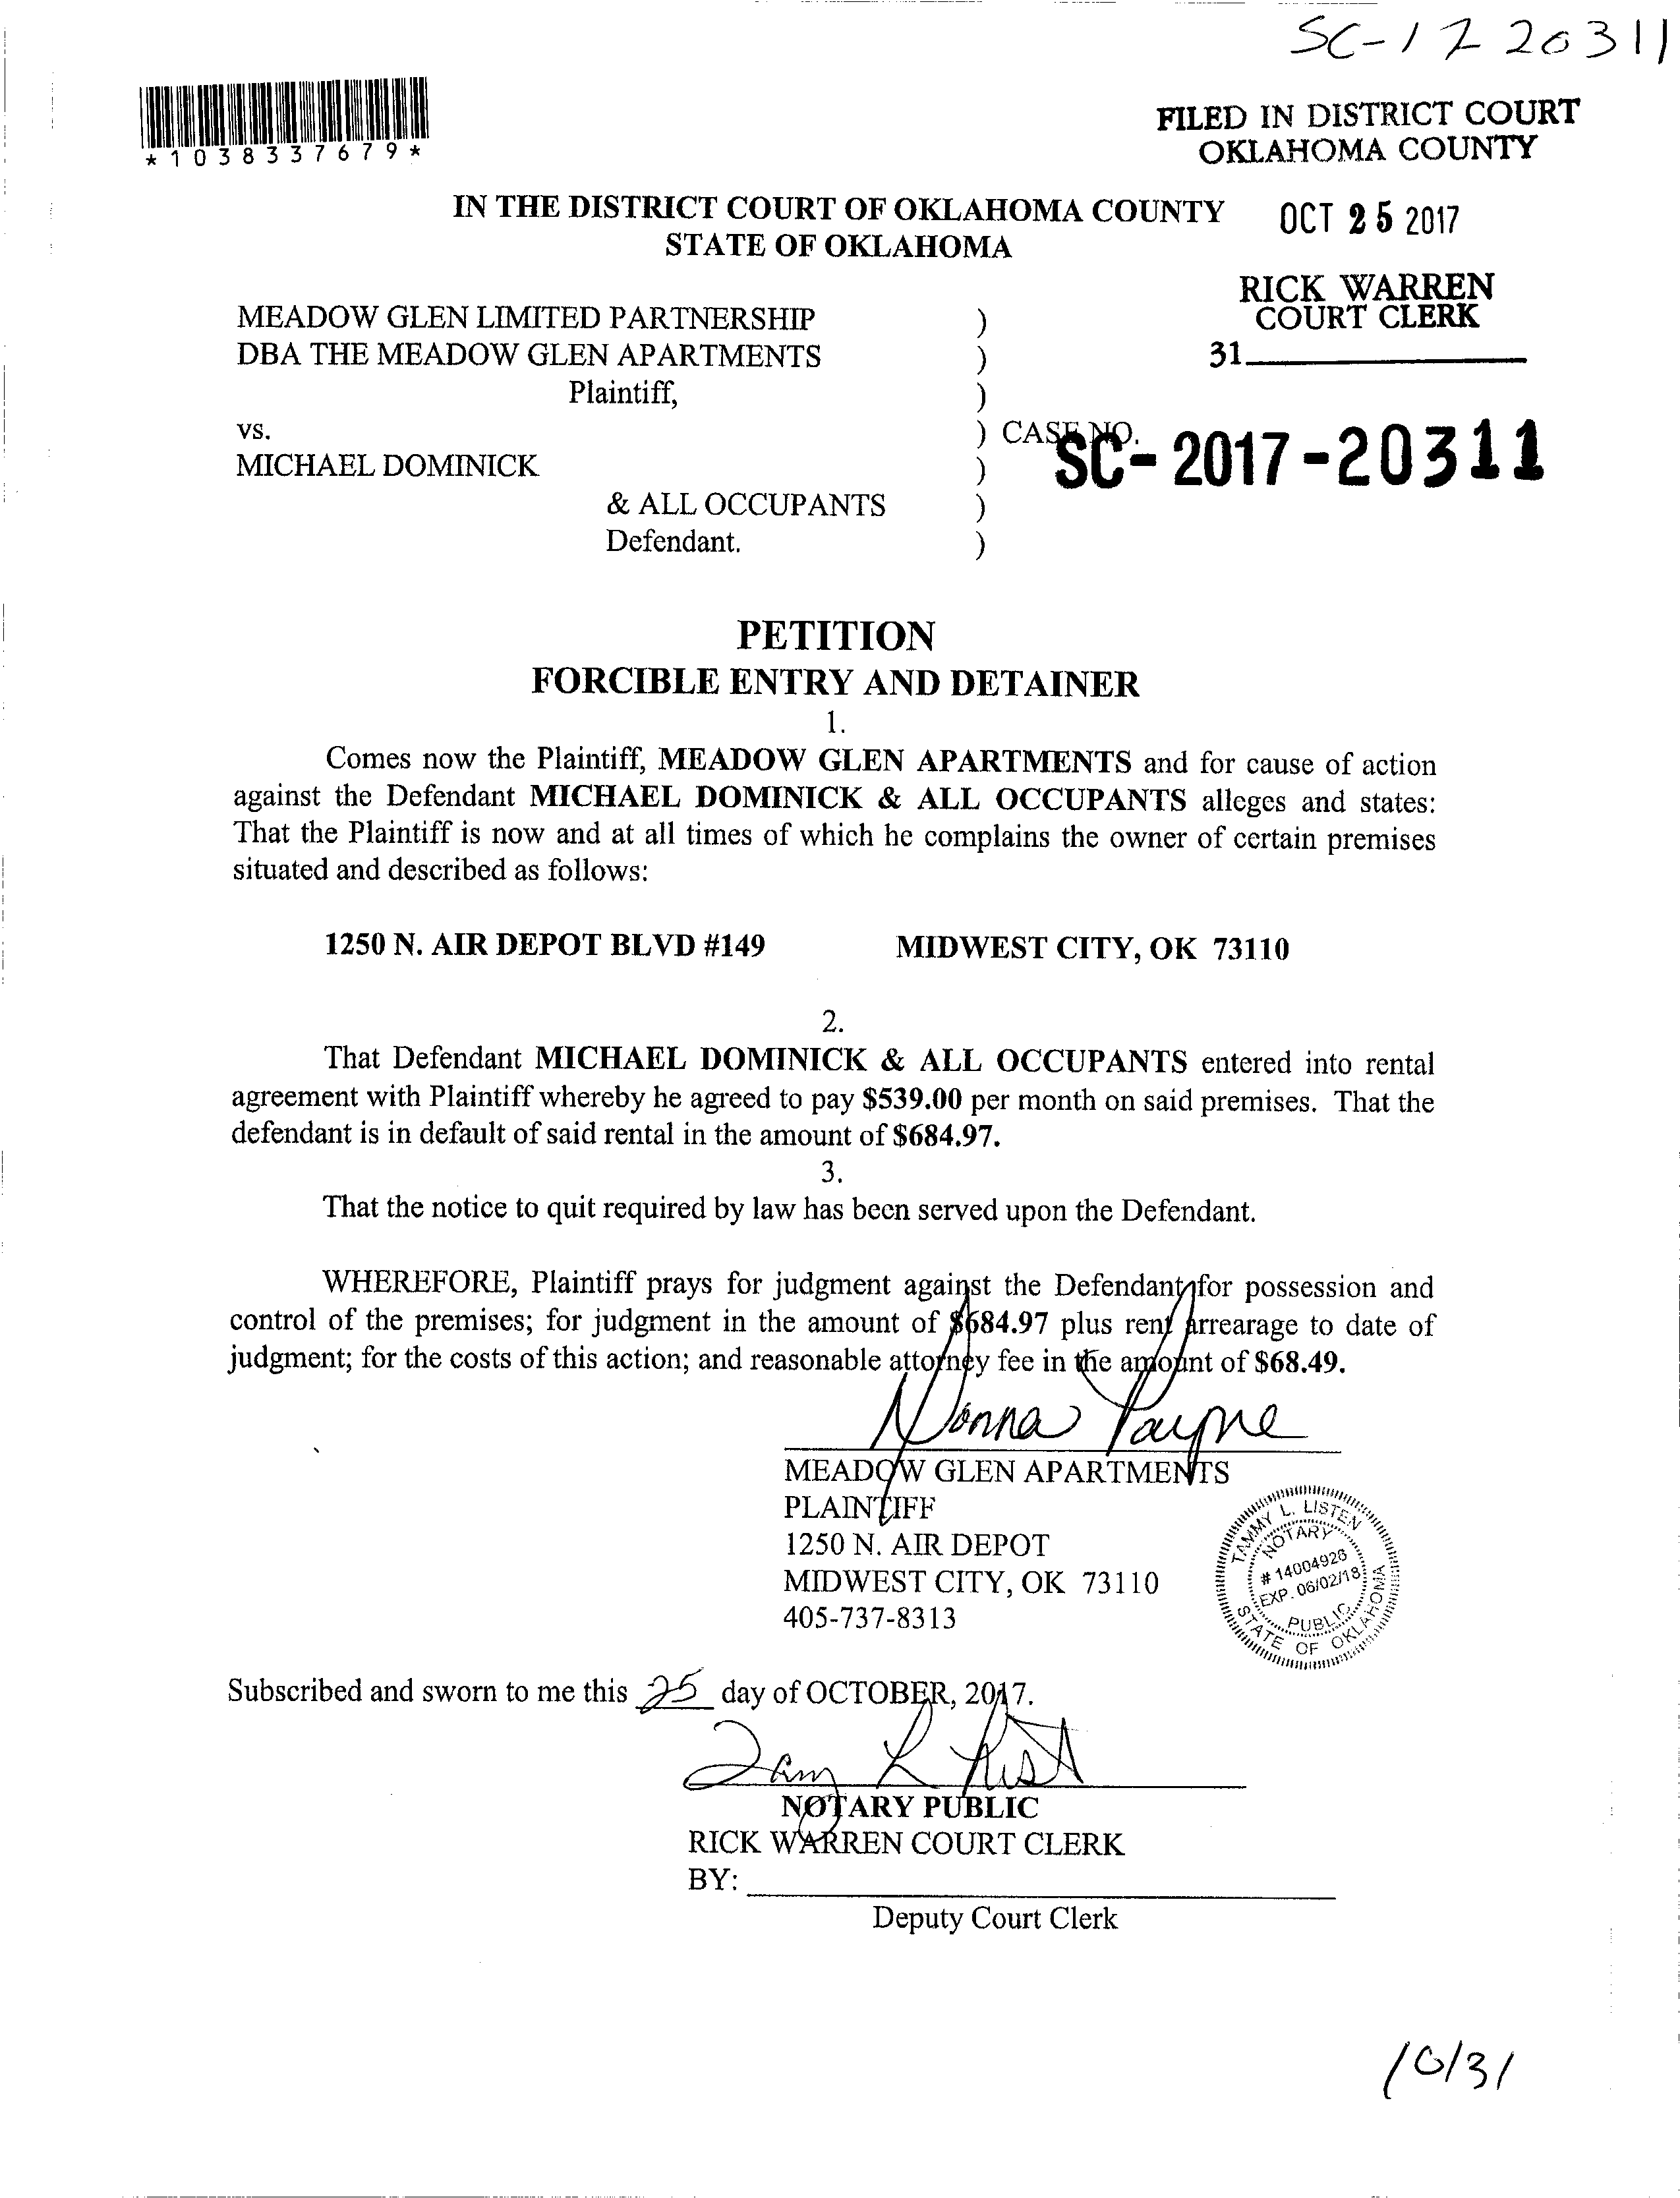 SC-17 20311
*1038337679*
FILED IN DISTRICT COURT
OKLAHOMA COUNTY
IN THE DISTRICT COURT OF OKLAHOMA COUNTY
STATE OF OKLAHOMA
OCT 25 2017
RICK WARREN
COURT CLERK
31
MEADOW GLEN LIMITED PARTNERSHIP )
DBA THE MEADOW GLEN APARTMENTS )
Plaintiff, )
vs. ) CASE NO.
SC-2017-20311
MICHAEL DOMINICK )
& ALL OCCUPANTS )
Defendant. )
PETITION
FORCIBLE ENTRY AND DETAINER
1.
Comes now the Plaintiff, MEADOW GLEN APARTMENTS and for cause of action
against the Defendant MICHAEL DOMINICK & ALL OCCUPANTS alleges and states:
That the Plaintiff is now and at all times of which he complains the owner of certain premises
situated and described as follows:
1250 N. AIR DEPOT BLVD #149 MIDWEST CITY, OK 73110
2.
That Defendant MICHAEL DOMINICK & ALL OCCUPANTS entered into rental
agreement with Plaintiff whereby he agreed to pay $539.00 per month on said premises. That the
defendant is in default of said rental in the amount of $684.97.
3.
That the notice to quit required by law has been served upon the Defendant.
WHEREFORE, Plaintiff prays for judgment against the Defendant for possession and
control of the premises; for judgment in the amount of $684.97 plus rent arrearage to date of
judgment; for the costs of this action; and reasonable attorney fee in the amount of $68.49.
Donna Payne
MEADOW GLEN APARTMENTS
PLAINTIFF
1250 N. AIR DEPOT
MIDWEST CITY, OK 73110
405-737-8313
TAMMY L. LISTEN
NOTARY
# 14004926
EXP. 06/02/18
PUBLIC
STATE OF OKLAHOMA
Subscribed and sworn to me this 25 day of OCTOBER, 2017.
NOTARY PUBLIC
RICK WARREN COURT CLERK
BY:
Deputy Court Clerk
10/31